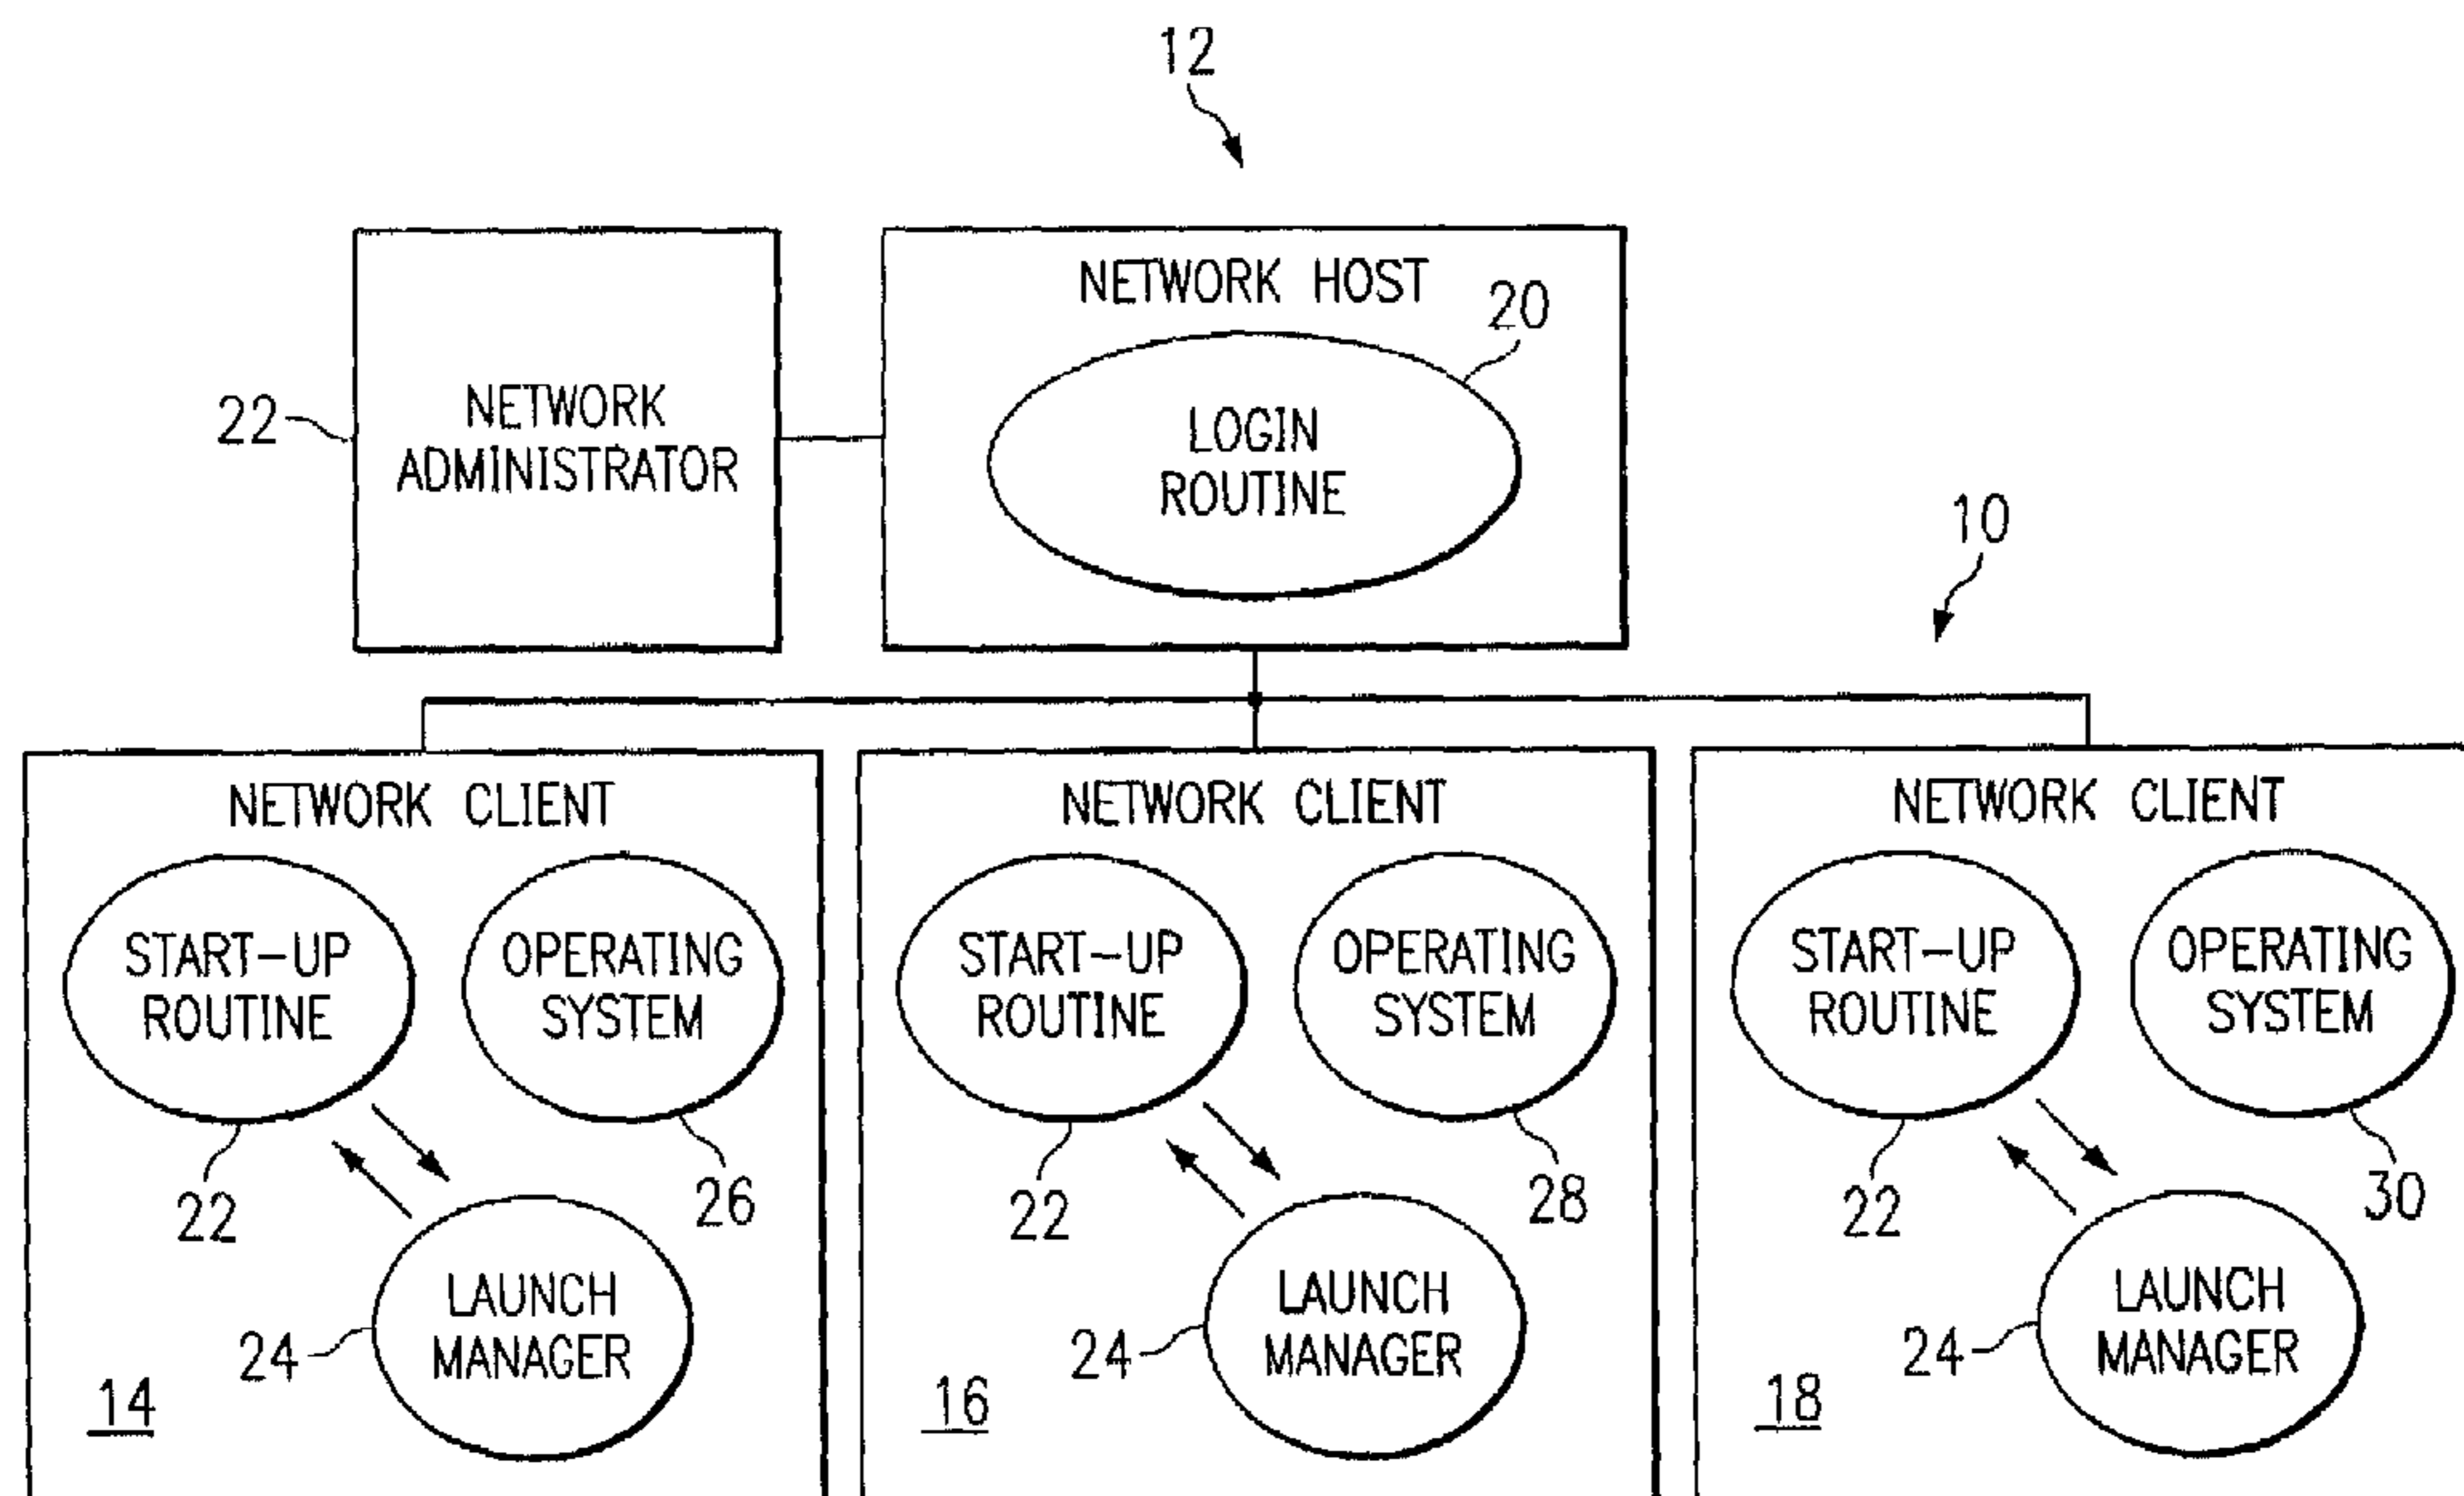 12
NETWORK HOST
20
22
NETWORK
ADMINISTRATOR
LOGIN
ROUTINE
10
NETWORK CLIENT
START-UP
ROUTINE
OPERATING
SYSTEM
22
26
LAUNCH
MANAGER
24
14
NETWORK CLIENT
START-UP
ROUTINE
OPERATING
SYSTEM
22
28
LAUNCH
MANAGER
24
16
NETWORK CLIENT
START-UP
ROUTINE
OPERATING
SYSTEM
22
30
LAUNCH
MANAGER
24
18